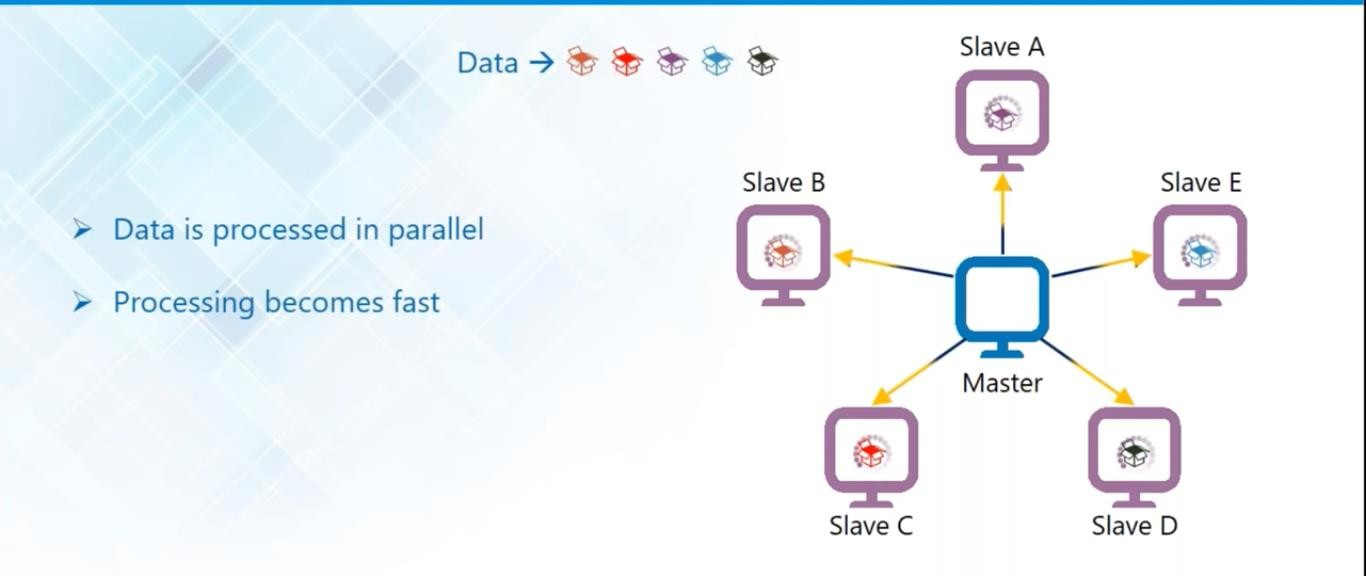 Data →
Slave A
Slave B
Slave E
➢ Data is processed in parallel
➢ Processing becomes fast
Master
Slave C
Slave D